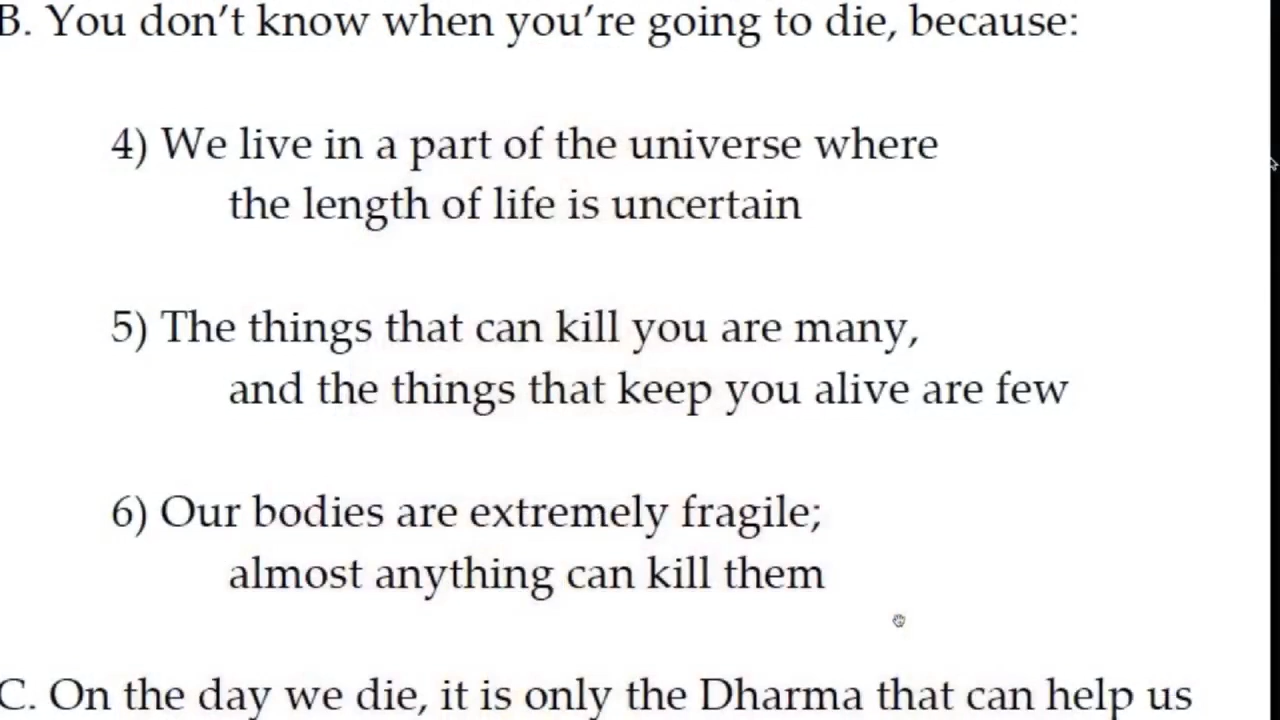 B. You don’t know when you’re going to die, because:
4) We live in a part of the universe where
the length of life is uncertain
5) The things that can kill you are many,
and the things that keep you alive are few
6) Our bodies are extremely fragile;
almost anything can kill them
C. On the day we die, it is only the Dharma that can help us